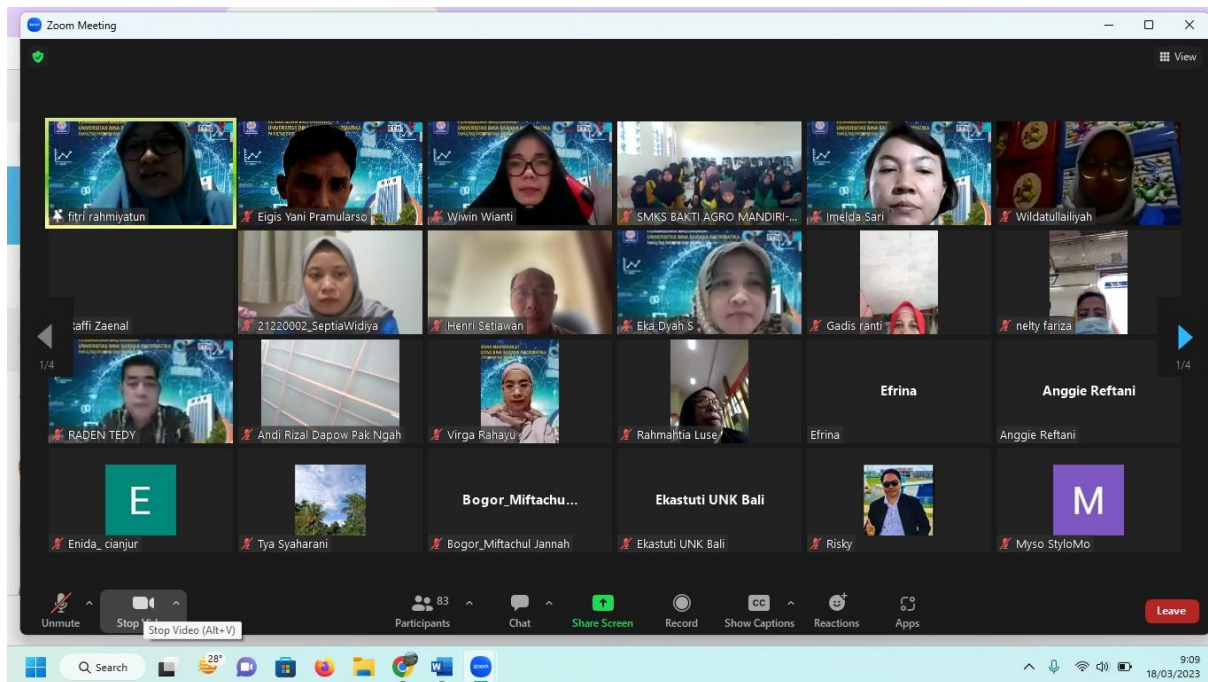 Zoom Meeting
View
fitri rahmiyatun
Eigis Yani Pramularso
Wiwin Wianti
SMKS BAKTI AGRO MANDIRI-...
Imelda Sari
Wildatullailiyah
affi Zaenal
21220002_SeptiaWidiya
Henri Setiawan
Eka Dyah S
Gadis ranti
nelty fariza
1/4
1/4
RADEN TEDY
Andi Rizal Dapow Pak Ngah
Virga Rahayu
Rahmahtia Luse
Efrina
Efrina
Anggie Reftani
Anggie Reftani
E
Enida_ cianjur
Tya Syaharani
Bogor_Miftachu...
Bogor_Miftachul Jannah
Ekastuti UNK Bali
Ekastuti UNK Bali
Risky
M
Myso StyloMo
Unmute
Stop
Stop Video (Alt+V)
83
Participants
Chat
Share Screen
Record
CC
Show Captions
Reactions
Apps
Leave
Search
28°
zoom
9:09
18/03/2023